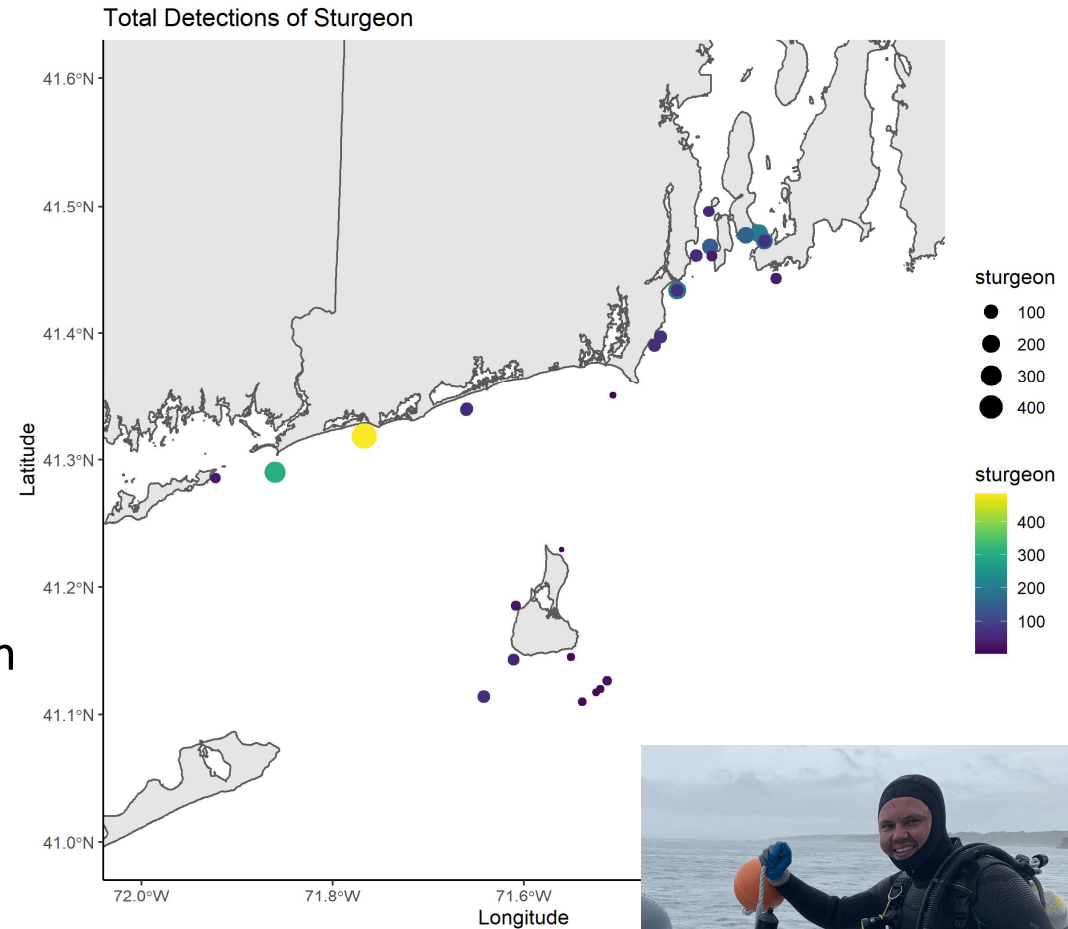 Total Detections of Sturgeon
41.6°N
41.5°N
41.4°N
41.3°N
41.2°N
41.1°N
41.0°N
Latitude
72.0°W
71.8°W
71.6°W
Longitude
sturgeon
100
200
300
400
sturgeon
400
300
200
100
n